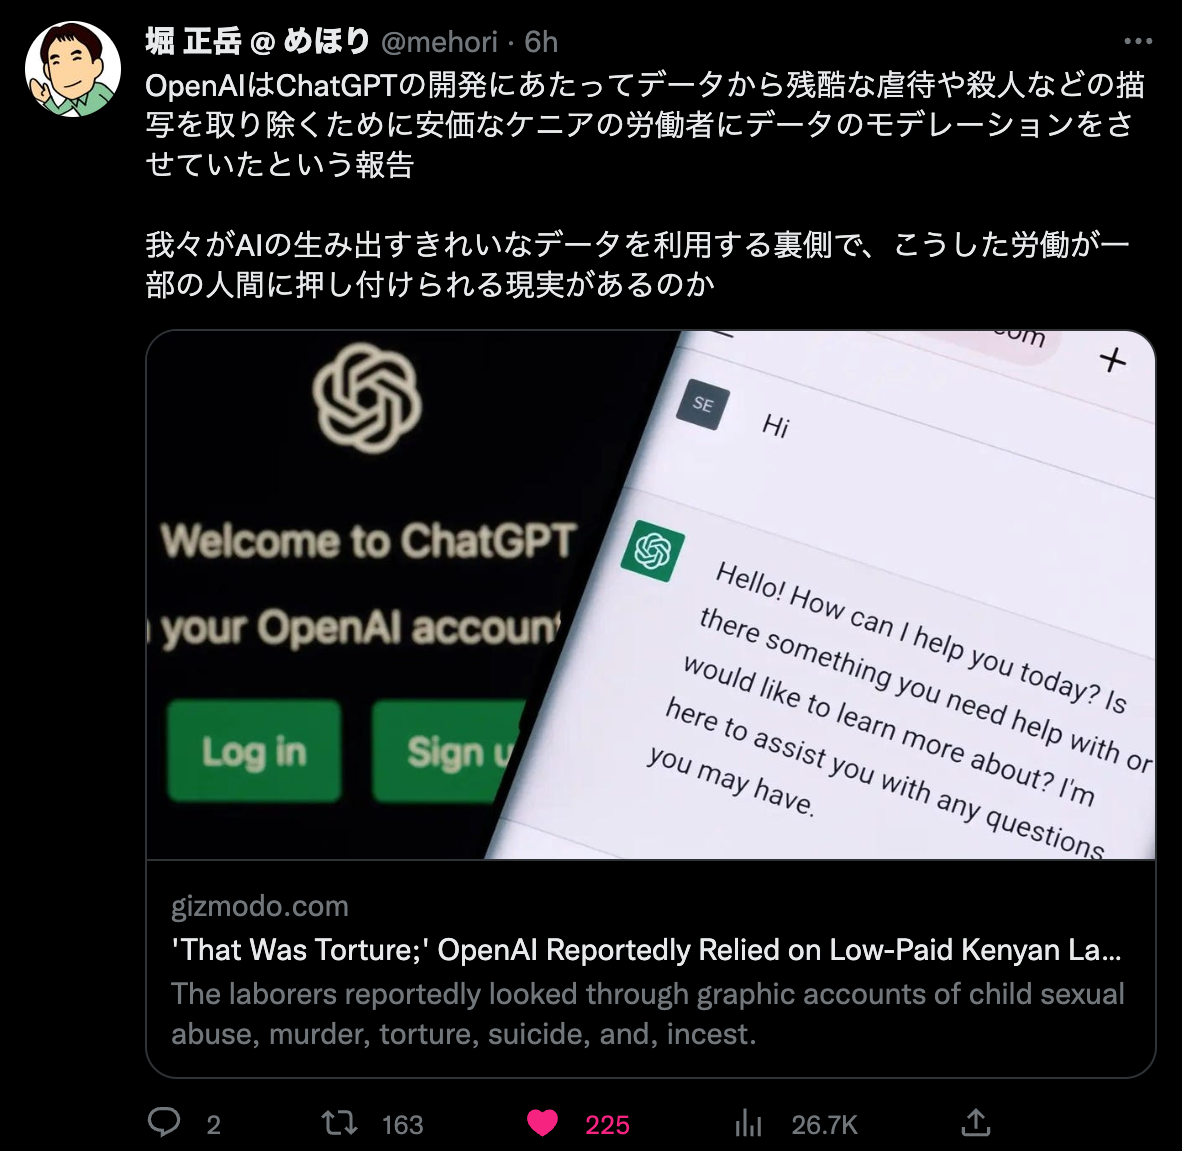 堀 正岳 @ めほり @mehori · 6h
OpenAIはChatGPTの開発にあたってデータから残酷な虐待や殺人などの描
写を取り除くために安価なケニアの労働者にデータのモデレーションをさ
せていたという報告
我々がAIの生み出すきれいなデータを利用する裏側で、こうした労働が一
部の人間に押し付けられる現実があるのか
Welcome to ChatGPT
your OpenAI account
Log in
Sign u
com
SE
Hi
Hello! How can I help you today? Is
there something you need help with or
would like to learn more about? I'm
here to assist you with any questions
you may have.
gizmodo.com
'That Was Torture;' OpenAI Reportedly Relied on Low-Paid Kenyan La...
The laborers reportedly looked through graphic accounts of child sexual
abuse, murder, torture, suicide, and, incest.
2 163 225 26.7K